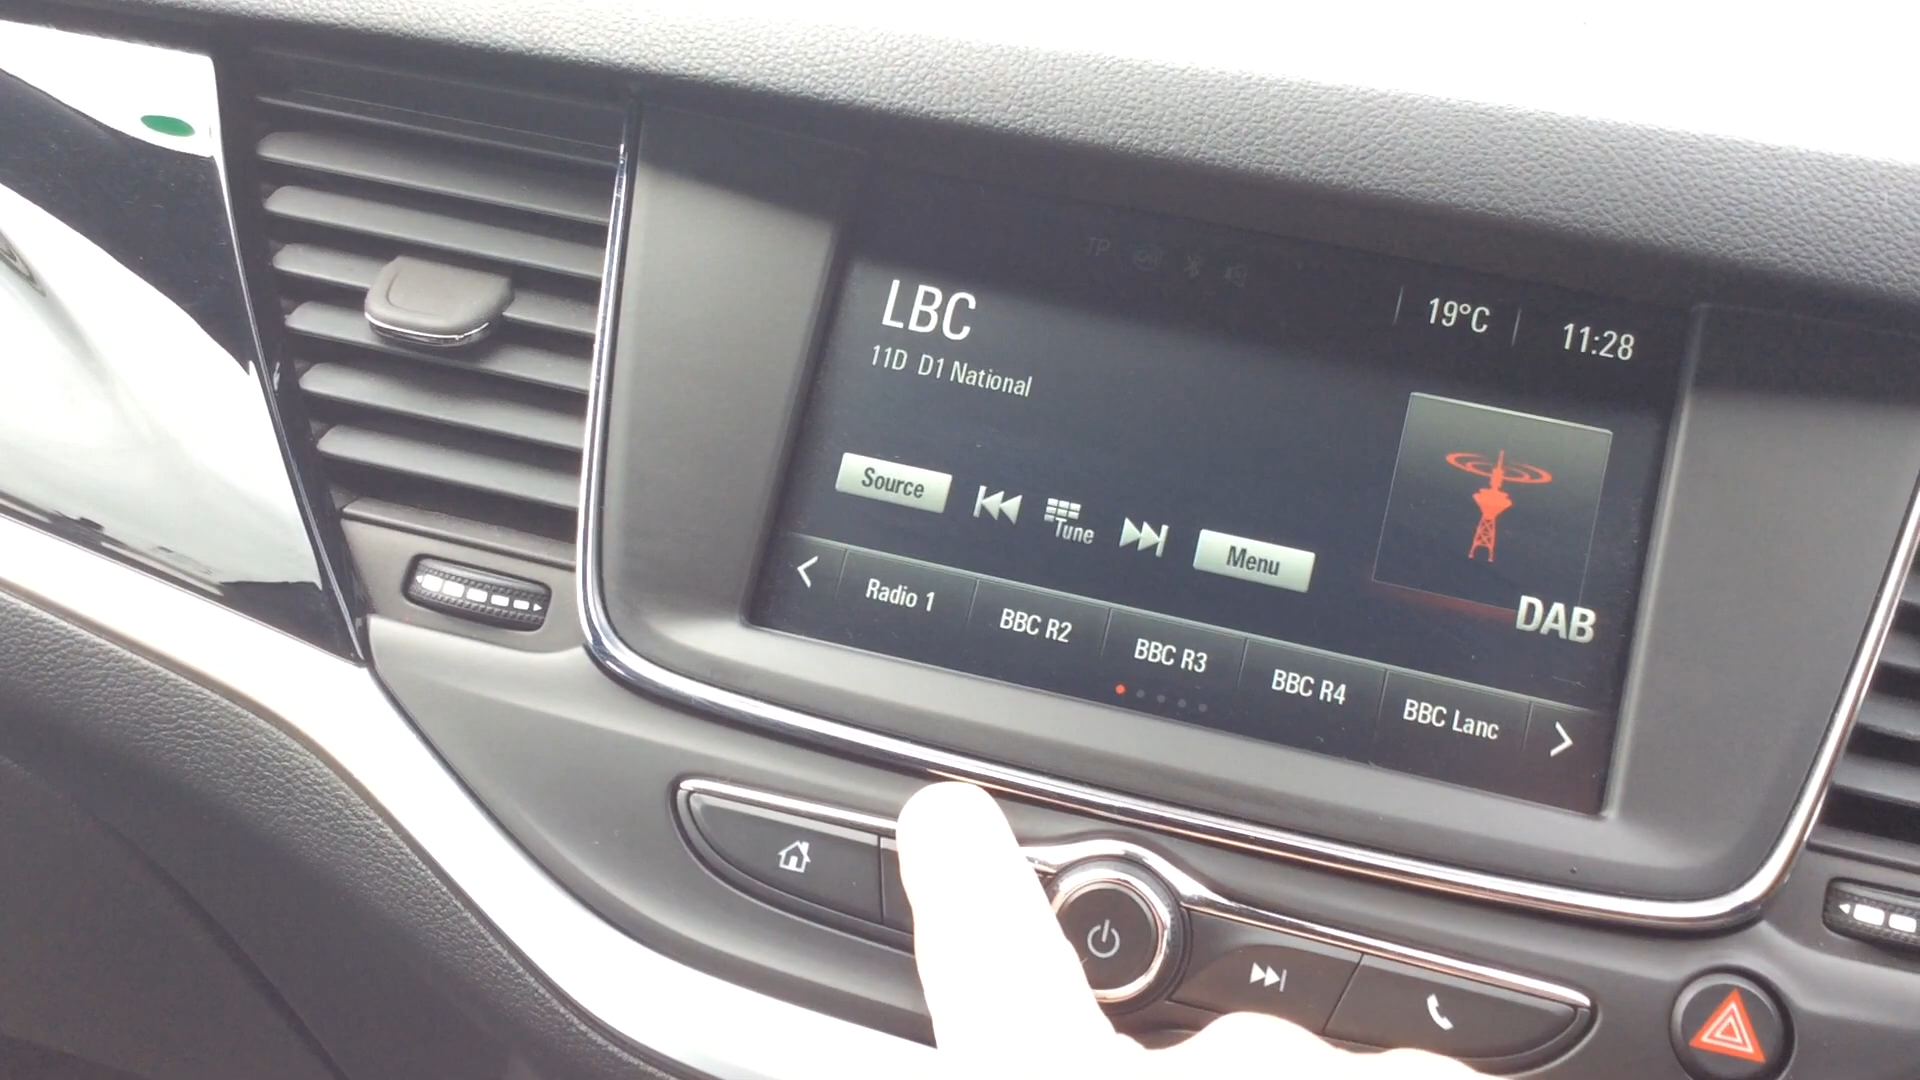 TP
LBC
19°C
11:28
11D D1 National
Source
Tune
Menu
DAB
Radio 1
BBC R2
BBC R3
BBC R4
BBC Lanc